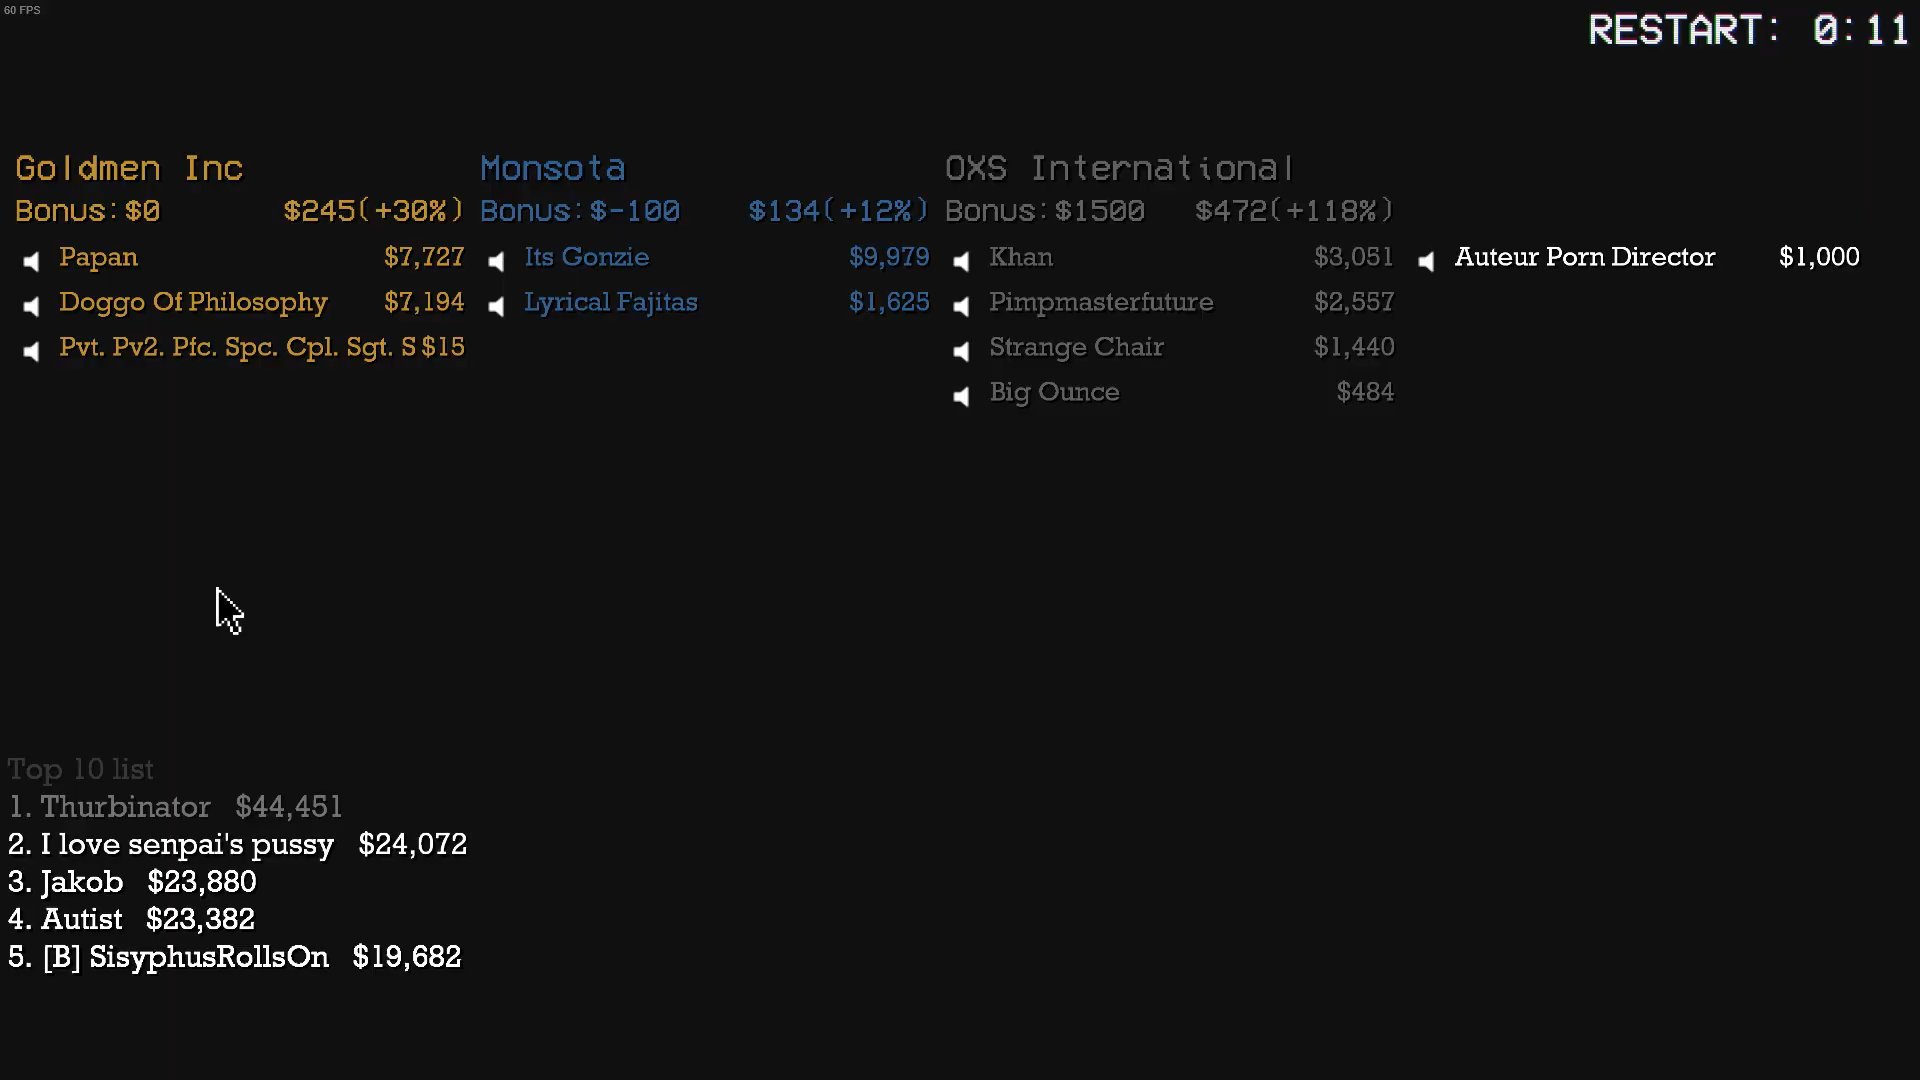 60 FPS
RESTART: 0:11
Goldmen Inc
Bonus:$0 $245(+30%)
Papan $7,727
Doggo Of Philosophy $7,194
Pvt. Pv2. Pfc. Spc. Cpl. Sgt. S $15
Monsota
Bonus:$-100 $134(+12%)
Its Gonzie $9,979
Lyrical Fajitas $1,625
OXS International
Bonus:$1500 $472(+118%)
Khan $3,051
Pimpmasterfuture $2,557
Strange Chair $1,440
Big Ounce $484
Auteur Porn Director $1,000
Top 10 list
1. Thurbinator $44,451
2. I love senpai's pussy $24,072
3. Jakob $23,880
4. Autist $23,382
5. [B] SisyphusRollsOn $19,682